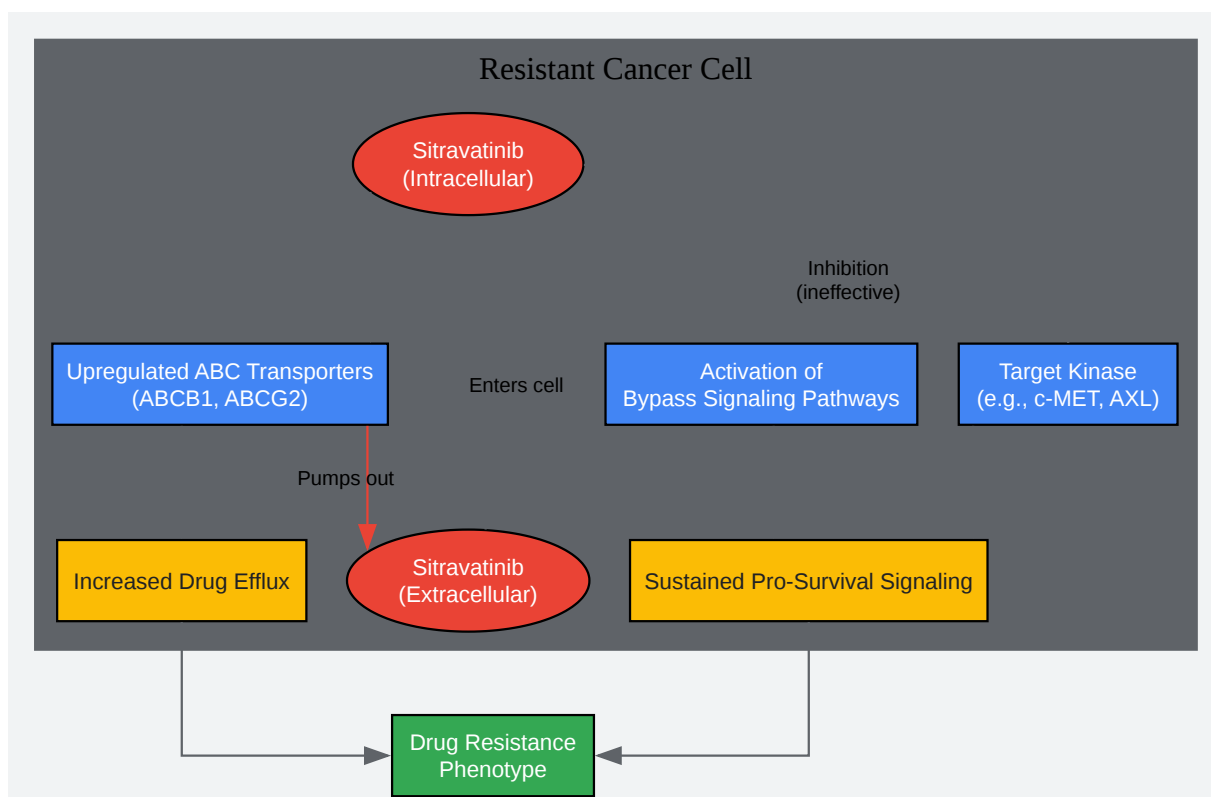 Resistant Cancer Cell
Sitravatinib
(Intracellular)
Inhibition
(ineffective)
Upregulated ABC Transporters
(ABCB1, ABCG2)
Enters cell
Activation of
Bypass Signaling Pathways
Target Kinase
(e.g., c-MET, AXL)
Pumps out
Increased Drug Efflux
Sitravatinib
(Extracellular)
Sustained Pro-Survival Signaling
Drug Resistance
Phenotype